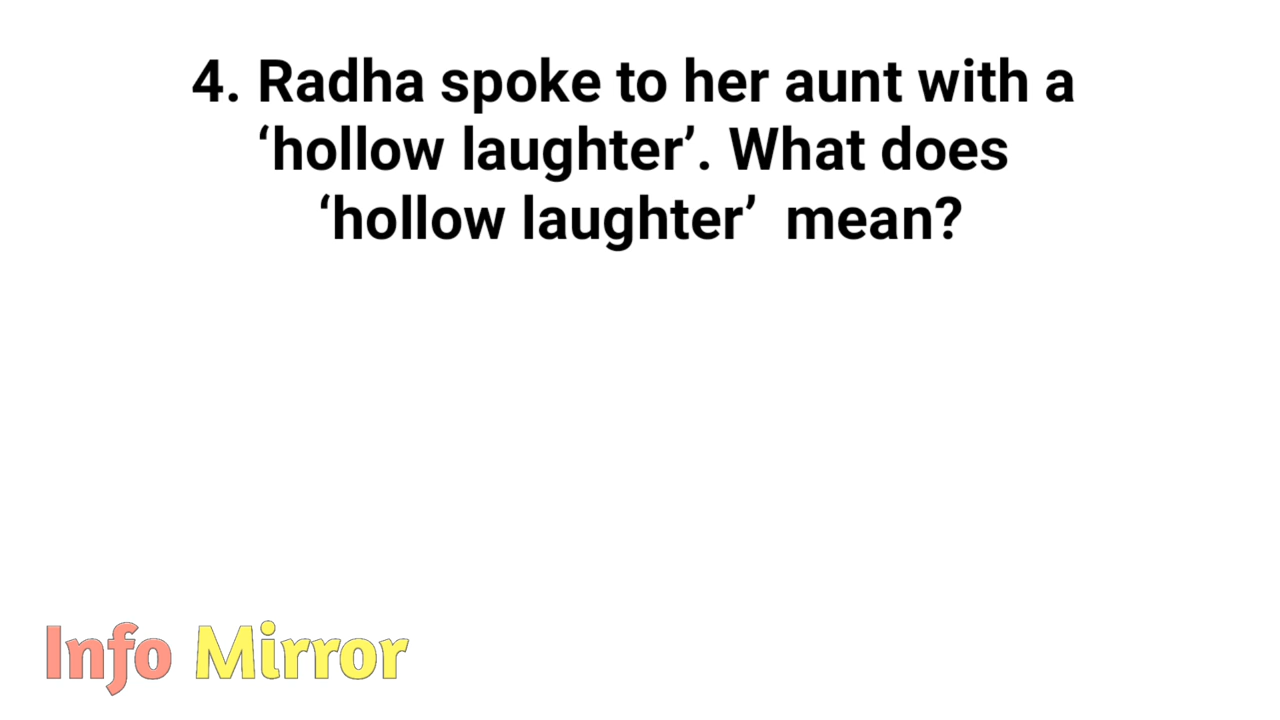 4. Radha spoke to her aunt with a
‘hollow laughter’. What does
‘hollow laughter’  mean?
Info Mirror